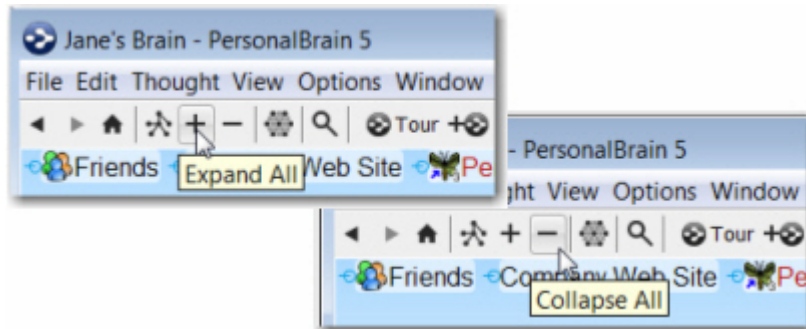 Jane's Brain - PersonalBrain 5
File Edit Thought View Options Window
Tour
Friends Web Site Pe
Expand All
- PersonalBrain 5
ght View Options Window
Tour
Friends Company Web Site Pe
Collapse All